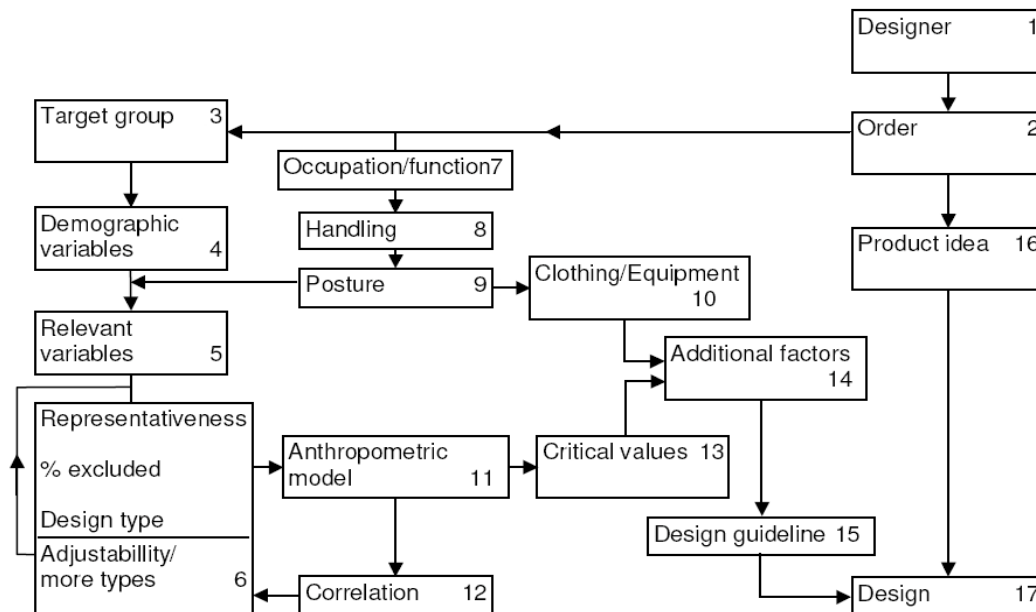 Designer 1
Target group 3
Order 2
Occupation/function7
Demographic
variables 4
Handling 8
Product idea 16
Posture 9
Clothing/Equipment
10
Relevant
variables 5
Additional factors
14
Representativeness
% excluded
Design type
Adjustabillity/
more types 6
Anthropometric
model 11
Critical values 13
Design guideline 15
Correlation 12
Design 17